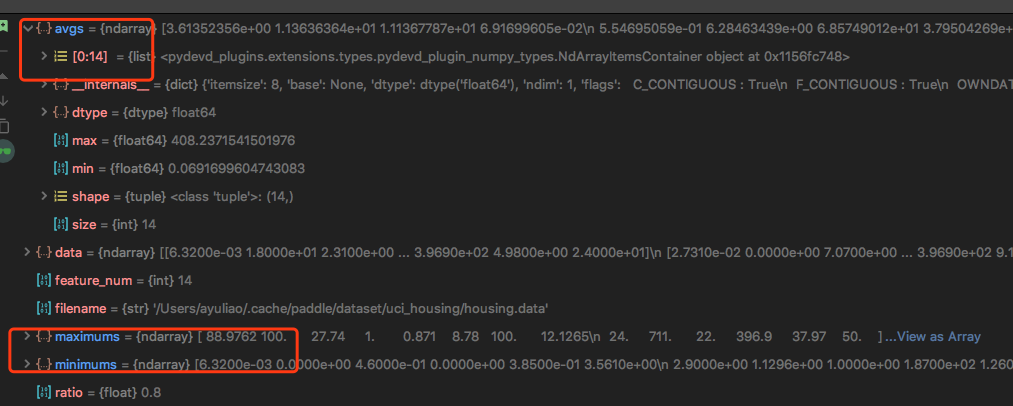 avgs = {ndarray} [3.61352356e+00 1.13636364e+01 1.11367787e+01 6.91699605e-02\n 5.54695059e-01 6.28463439e+00 6.85749012e+01 3.79504269e+
[0:14] = {list} <pydevd_plugins.extensions.types.pydevd_plugin_numpy_types.NdArrayItemsContainer object at 0x1156fc748>
__internals__ = {dict} {'itemsize': 8, 'base': None, 'dtype': dtype('float64'), 'ndim': 1, 'flags': C_CONTIGUOUS : True\n F_CONTIGUOUS : True\n OWNDAT
dtype = {dtype} float64
max = {float64} 408.2371541501976
min = {float64} 0.0691699604743083
shape = {tuple} <class 'tuple'>: (14,)
size = {int} 14
data = {ndarray} [[6.3200e-03 1.8000e+01 2.3100e+00 ... 3.9690e+02 4.9800e+00 2.4000e+01]\n [2.7310e-02 0.0000e+00 7.0700e+00 ... 3.9690e+02 9.1
feature_num = {int} 14
filename = {str} '/Users/ayuliao/.cache/paddle/dataset/uci_housing/housing.data'
maximums = {ndarray} [ 88.9762 100. 27.74 1. 0.871 8.78 100. 12.1265\n 24. 711. 22. 396.9 37.97 50. ] ...View as Array
minimums = {ndarray} [6.3200e-03 0.0000e+00 4.6000e-01 0.0000e+00 3.8500e-01 3.5610e+00\n 2.9000e+00 1.1296e+00 1.0000e+00 1.8700e+02 1.260
ratio = {float} 0.8